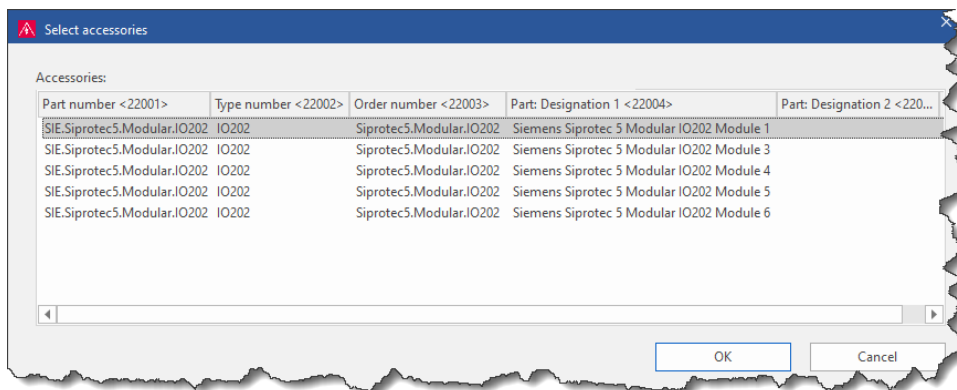 Select accessories
Accessories:
Part number <22001> Type number <22002> Order number <22003> Part: Designation 1 <22004> Part: Designation 2 <220...
SIE.Siprotec5.Modular.IO202 IO202 Siprotec5.Modular.IO202 Siemens Siprotec 5 Modular IO202 Module 1
SIE.Siprotec5.Modular.IO202 IO202 Siprotec5.Modular.IO202 Siemens Siprotec 5 Modular IO202 Module 3
SIE.Siprotec5.Modular.IO202 IO202 Siprotec5.Modular.IO202 Siemens Siprotec 5 Modular IO202 Module 4
SIE.Siprotec5.Modular.IO202 IO202 Siprotec5.Modular.IO202 Siemens Siprotec 5 Modular IO202 Module 5
SIE.Siprotec5.Modular.IO202 IO202 Siprotec5.Modular.IO202 Siemens Siprotec 5 Modular IO202 Module 6
OK Cancel